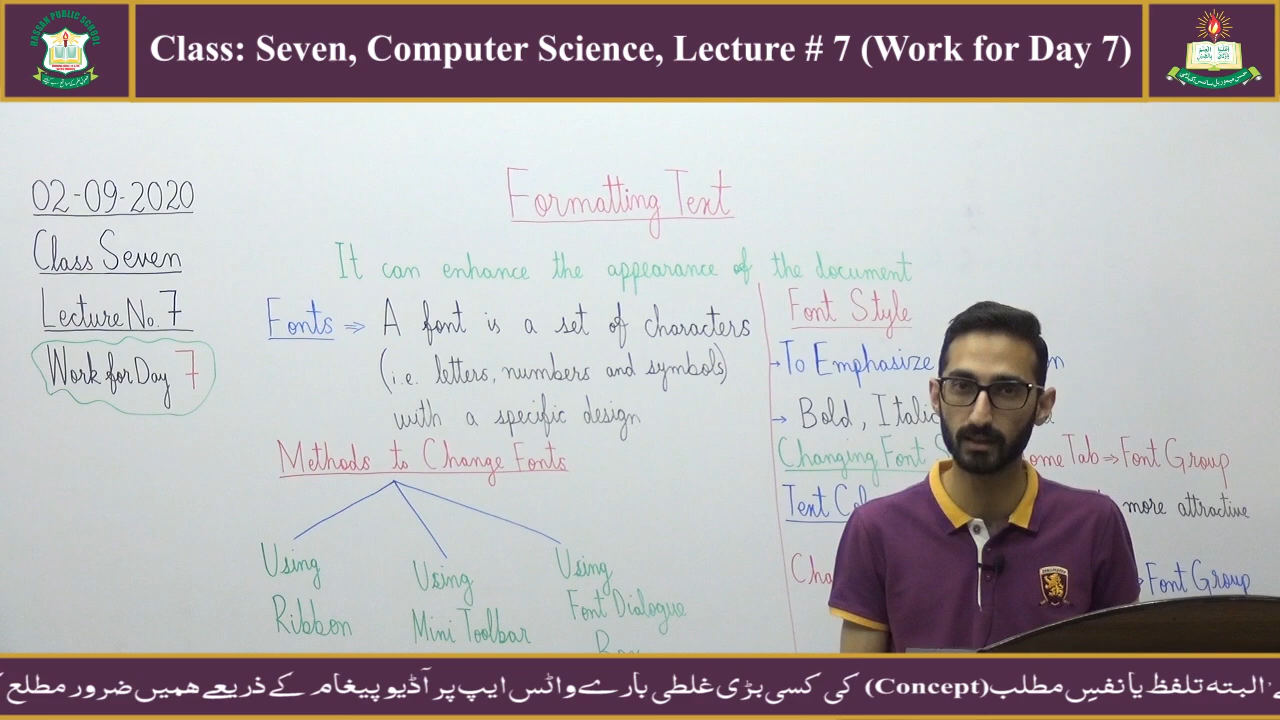 HASSAN PUBLIC SCHOOL
Class: Seven, Computer Science, Lecture # 7 (Work for Day 7)
02-09-2020
Class Seven
Lecture No. 7
Work for Day 7
Formatting Text
It can enhance the appearance of the document
Fonts ⇒ A font is a set of characters
(i.e. letters, numbers and symbols)
with a specific design
Methods to Change Fonts
Using
Ribbon
Using
Mini Toolbar
Using
Font Dialogue
Font Style
→ To Emphasize
→ Bold, Italic
Changing Font
Home Tab ⇒ Font Group
Text
more attractive
Font Group
البتہ تلفظ یا نفسِ مطلب (Concept) کی کسی بڑی غلطی بارے واٹس ایپ پر آڈیو پیغام کے ذریعے ہمیں ضرور مطلع